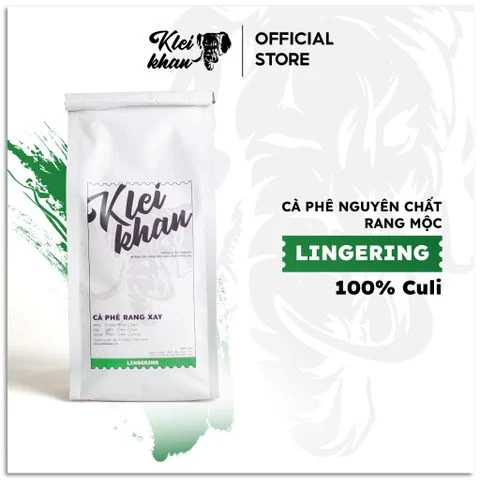 Klei
khan
OFFICIAL
STORE
Klei
khan
CÀ PHÊ NGUYÊN CHẤT
RANG MỘC
LINGERING
100% Culi
CÀ PHÊ RANG XAY
LINGERING